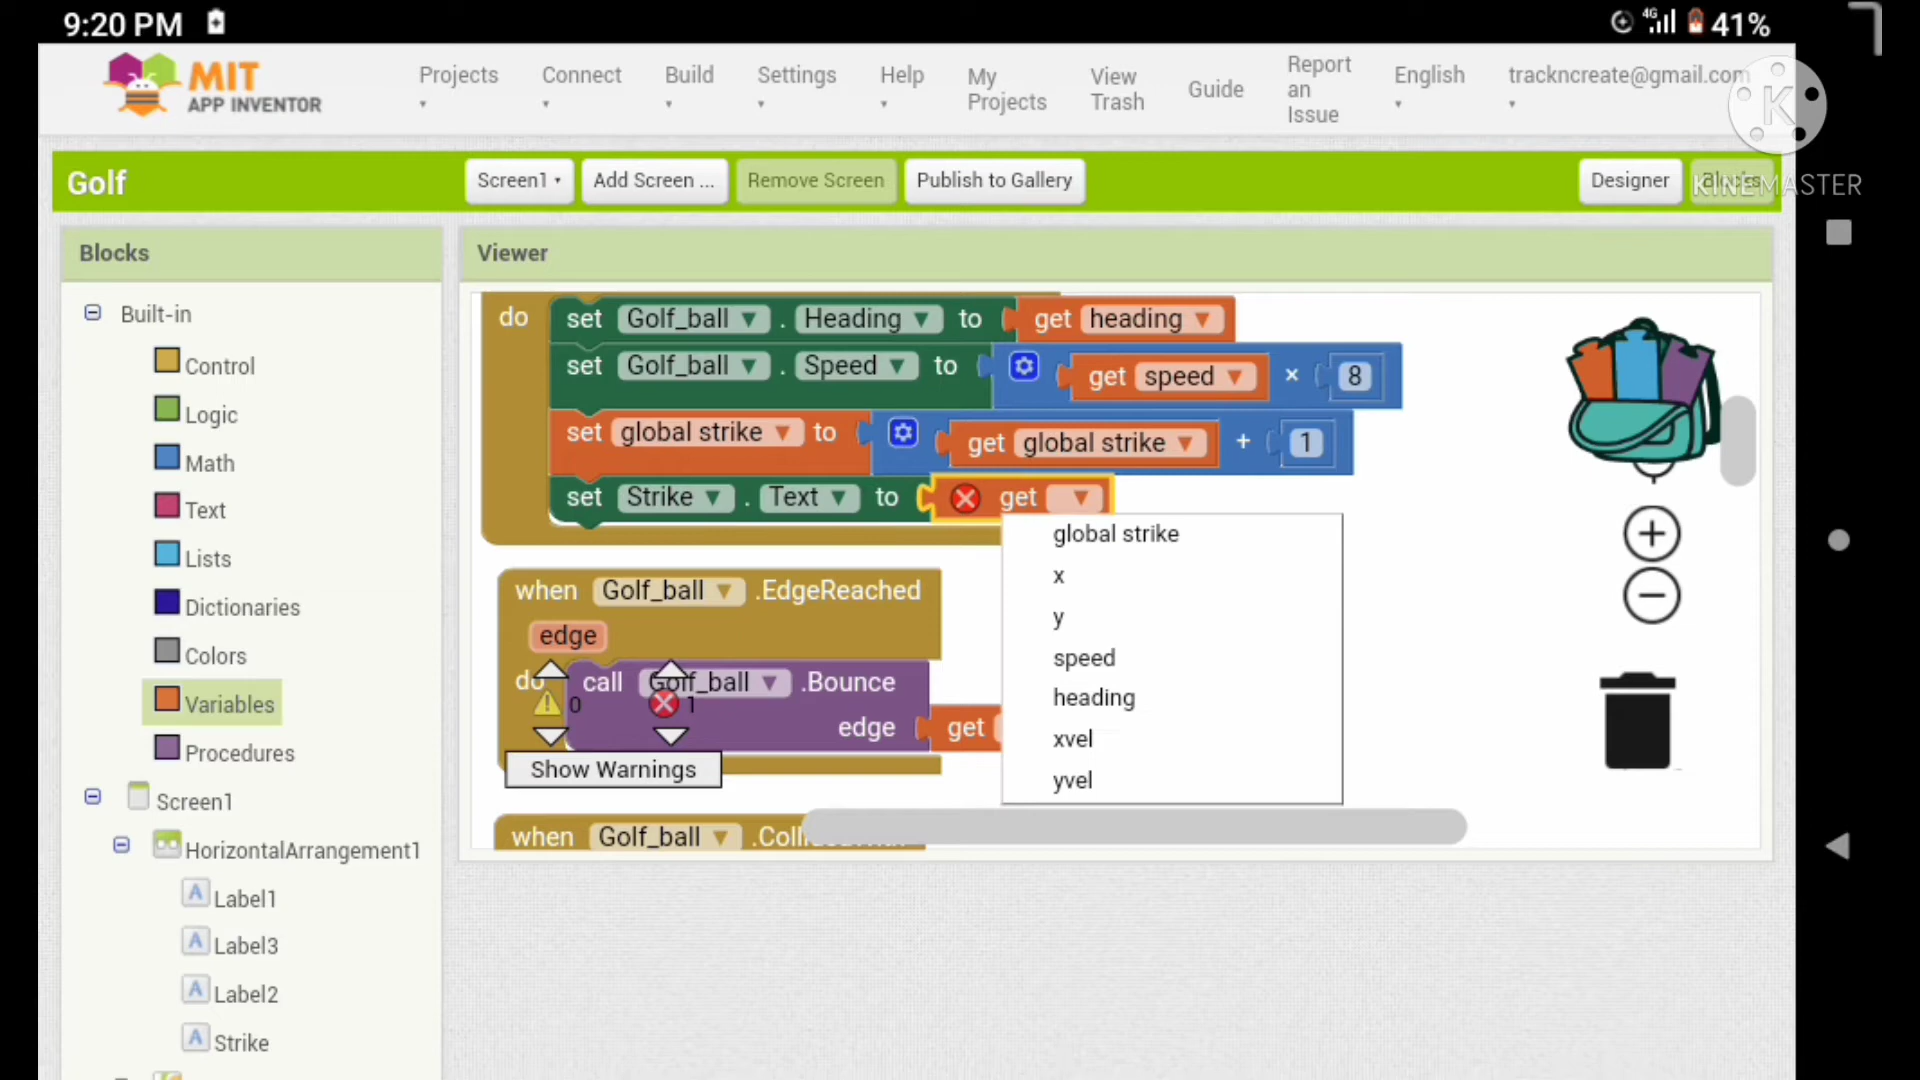 9:20 PM
4G 41%
MIT
APP INVENTOR
Projects
Connect
Build
Settings
Help
My Projects
View Trash
Guide
Report an Issue
English
trackncreate@gmail.com
K
KINEMASTER
Golf
Screen1
Add Screen ...
Remove Screen
Publish to Gallery
Designer
Blocks
Viewer
Built-in
Control
Logic
Math
Text
Lists
Dictionaries
Colors
Variables
Procedures
Screen1
HorizontalArrangement1
Label1
Label3
Label2
Strike
do set Golf_ball . Heading to get heading
set Golf_ball . Speed to get speed × 8
set global strike to get global strike + 1
set Strike . Text to get
global strike
x
y
speed
heading
xvel
yvel
when Golf_ball .EdgeReached
edge
do call Golf_ball .Bounce
edge get
0 1
Show Warnings
when Golf_ball